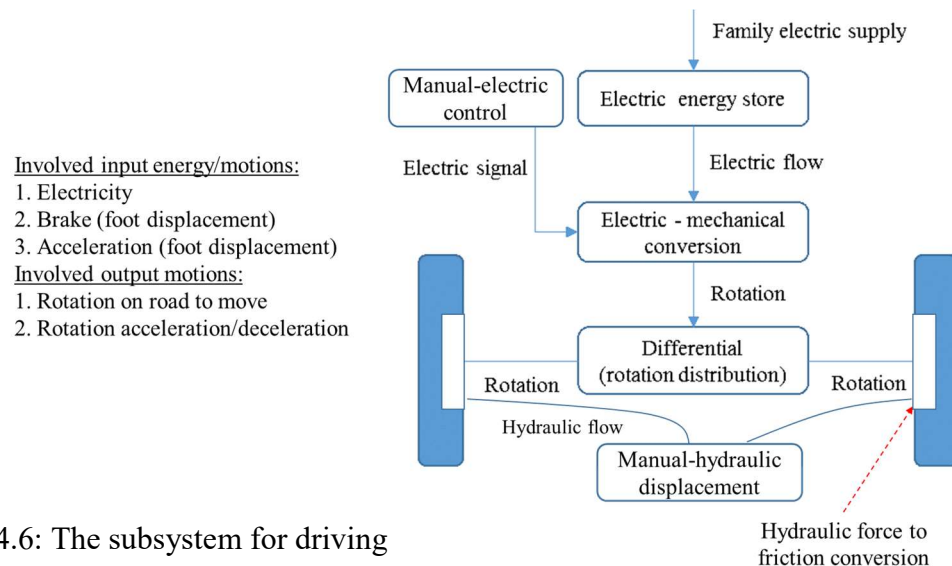 Family electric supply
Manual-electric
control
Electric energy store
Electric signal
Electric flow
Involved input energy/motions:
1. Electricity
2. Brake (foot displacement)
3. Acceleration (foot displacement)
Involved output motions:
1. Rotation on road to move
2. Rotation acceleration/deceleration
Electric - mechanical
conversion
Rotation
Differential
(rotation distribution)
Rotation
Rotation
Hydraulic flow
Manual-hydraulic
displacement
4.6: The subsystem for driving
Hydraulic force to
friction conversion